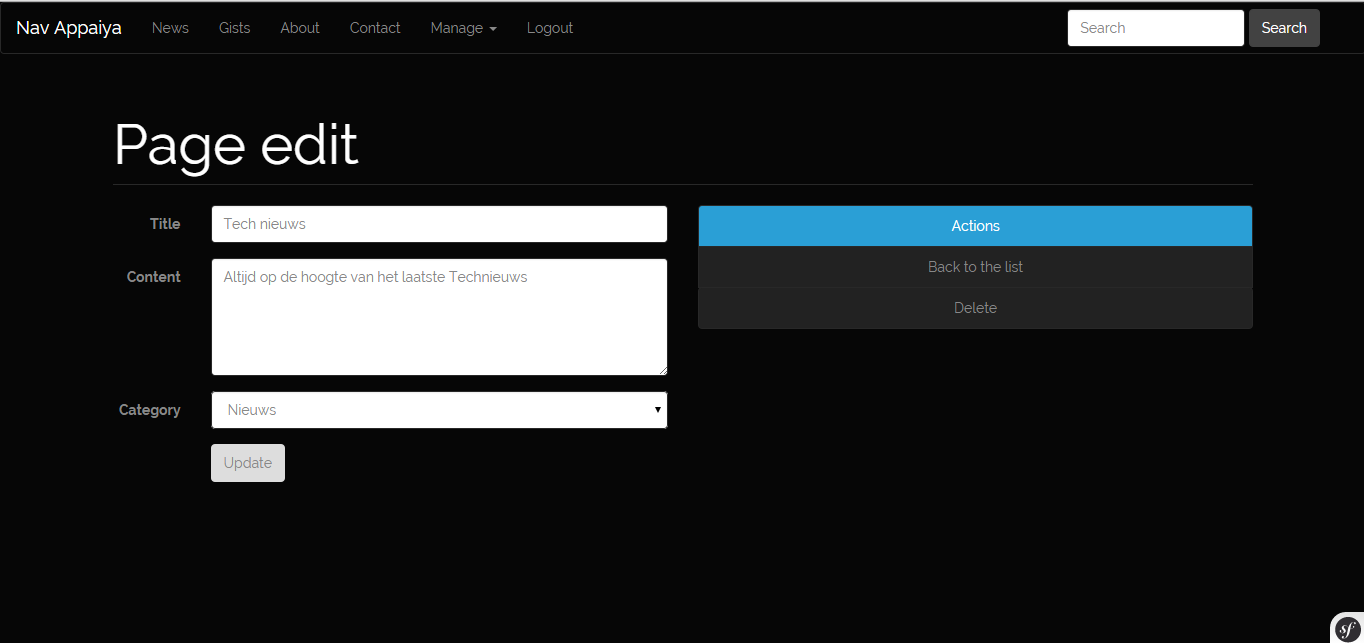 Nav Appaiya News Gists About Contact Manage Logout Search Search
Page edit
Title Tech nieuws
Content Altijd op de hoogte van het laatste Technieuws
Category Nieuws
Update
Actions
Back to the list
Delete
sf